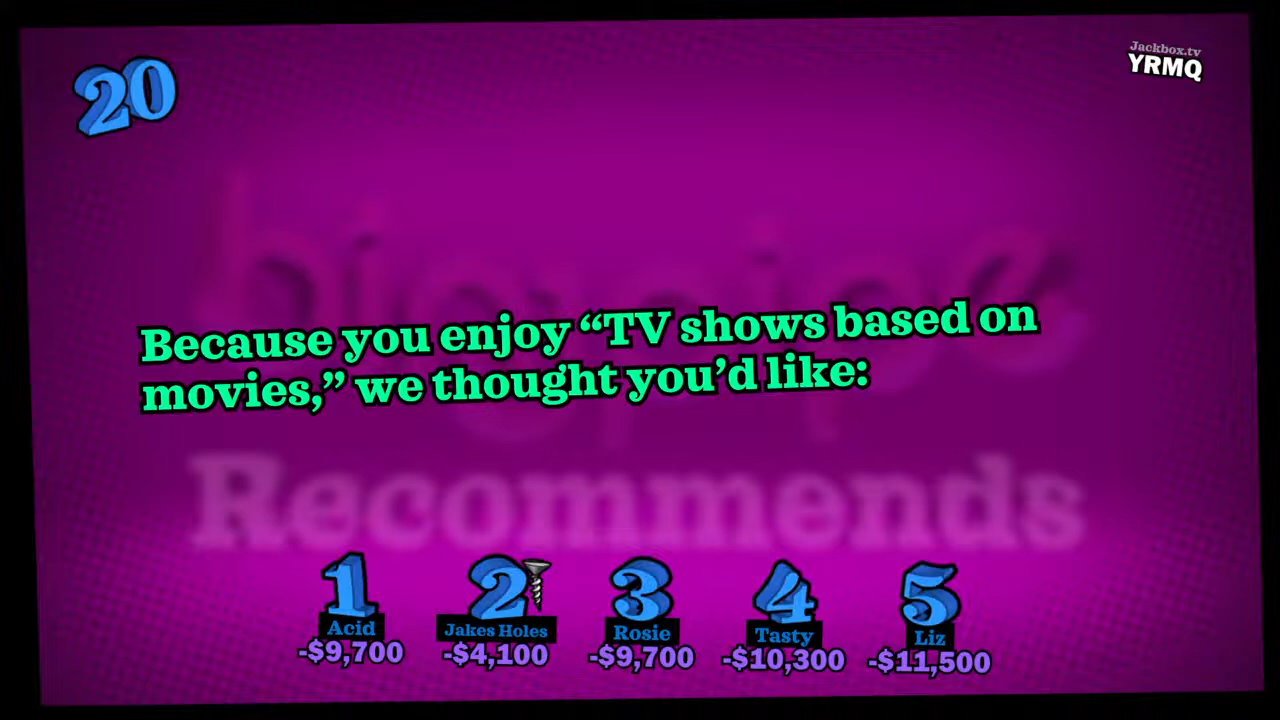 20
Jackbox.tv
YRMQ
Because you enjoy “TV shows based on
movies,” we thought you’d like:
Recommends
1 2 3 4 5
Acid Jakes Holes Rosie Tasty Liz
-$9,700 -$4,100 -$9,700 -$10,300 -$11,500